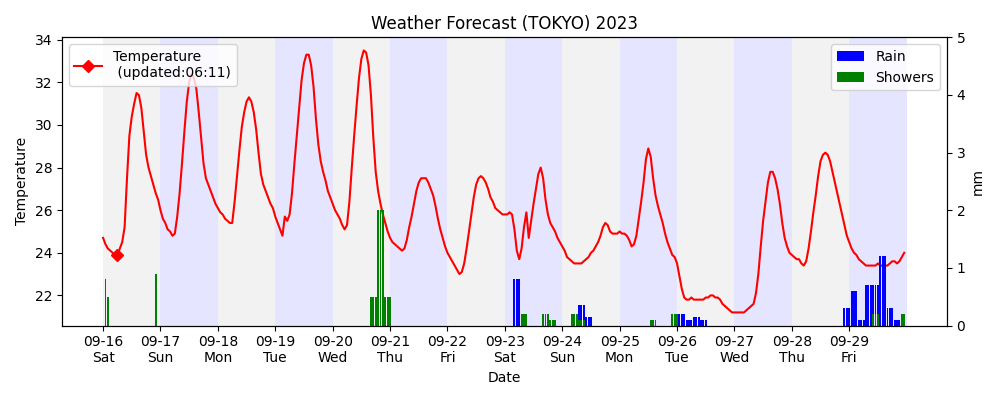 Weather Forecast (TOKYO) 2023
Temperature
(updated:06:11)
Rain
Showers
34
32
30
28
26
24
22
Temperature
5
4
3
2
1
0
mm
09-16 09-17 09-18 09-19 09-20 09-21 09-22 09-23 09-24 09-25 09-26 09-27 09-28 09-29
Sat Sun Mon Tue Wed Thu Fri Sat Sun Mon Tue Wed Thu Fri
Date